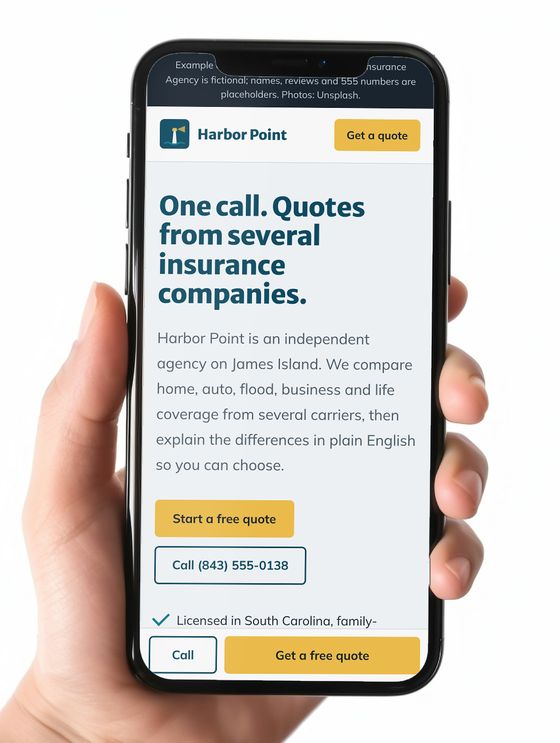 Example nsurance
Agency is fictional; names, reviews and 555 numbers are
placeholders. Photos: Unsplash.
Harbor Point
Get a quote
One call. Quotes
from several
insurance
companies.
Harbor Point is an independent
agency on James Island. We compare
home, auto, flood, business and life
coverage from several carriers, then
explain the differences in plain English
so you can choose.
Start a free quote
Call (843) 555-0138
Licensed in South Carolina, family-
Call
Get a free quote